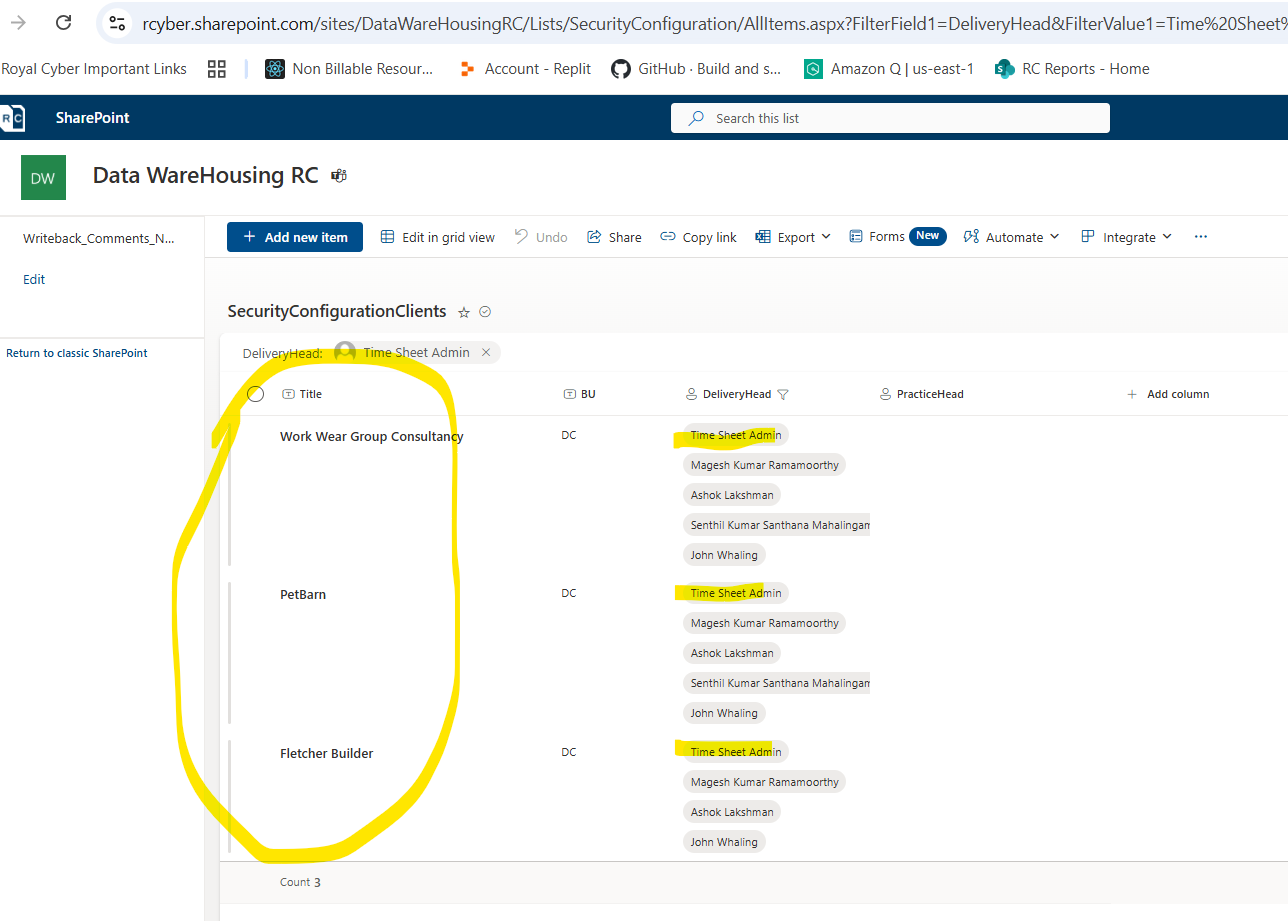 rcyber.sharepoint.com/sites/DataWareHousingRC/Lists/SecurityConfiguration/AllItems.aspx?FilterField1=DeliveryHead&FilterValue1=Time%20Sheet%
Royal Cyber Important Links Non Billable Resour... Account - Replit GitHub · Build and s... Amazon Q | us-east-1 RC Reports - Home
RC SharePoint Search this list
DW Data WareHousing RC
Writeback_Comments_N... + Add new item Edit in grid view Undo Share Copy link Export Forms New Automate Integrate ...
Edit
SecurityConfigurationClients
Return to classic SharePoint DeliveryHead: Time Sheet Admin ×
Title BU DeliveryHead PracticeHead + Add column
Work Wear Group Consultancy DC Time Sheet Admin
Magesh Kumar Ramamoorthy
Ashok Lakshman
Senthil Kumar Santhana Mahalingam
John Whaling
PetBarn DC Time Sheet Admin
Magesh Kumar Ramamoorthy
Ashok Lakshman
Senthil Kumar Santhana Mahalingam
John Whaling
Fletcher Builder DC Time Sheet Admin
Magesh Kumar Ramamoorthy
Ashok Lakshman
John Whaling
Count 3